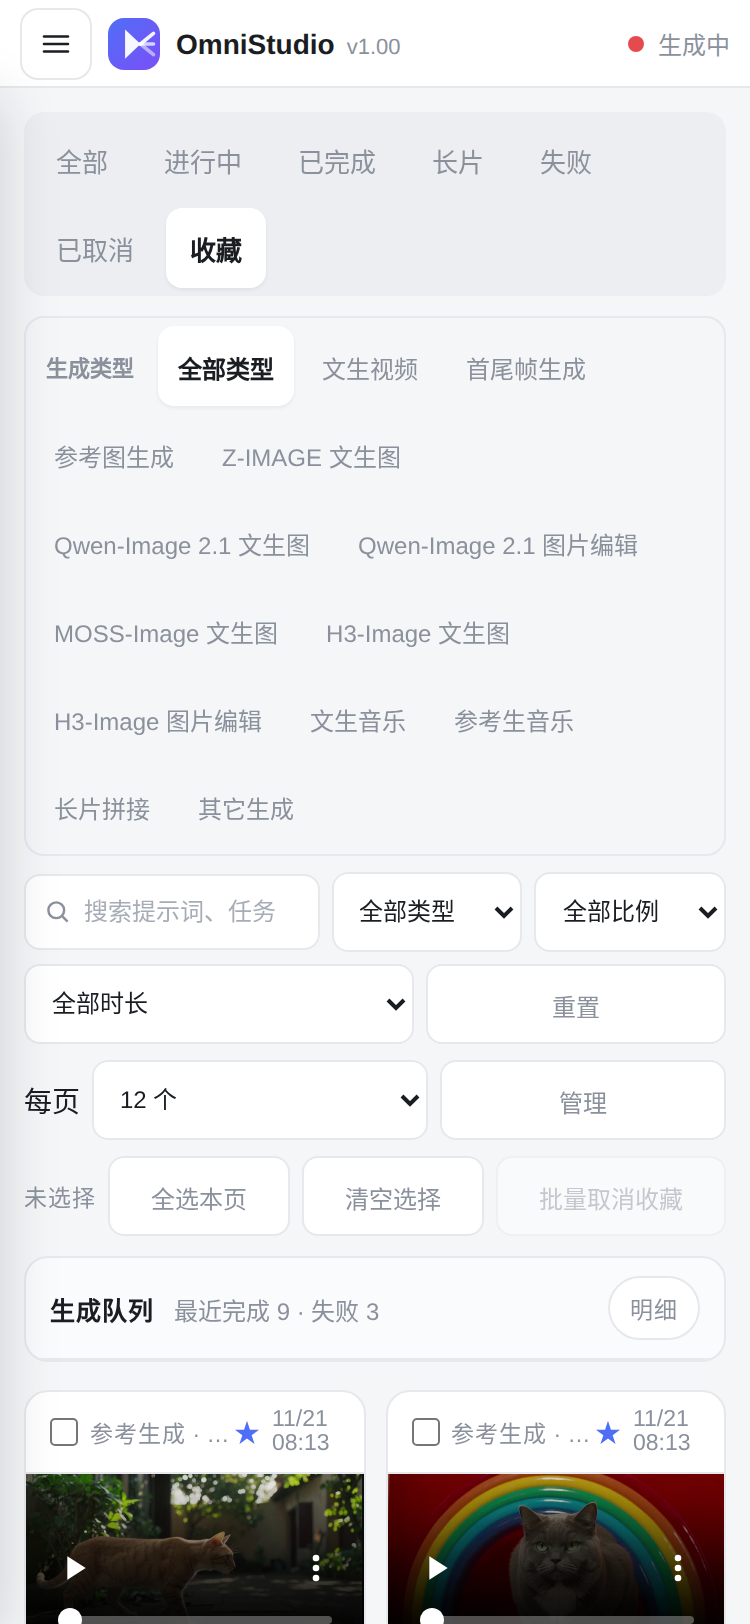 OmniStudio v1.00 生成中
全部 进行中 已完成 长片 失败
已取消 收藏
生成类型 全部类型 文生视频 首尾帧生成
参考图生成 Z-IMAGE 文生图
Qwen-Image 2.1 文生图 Qwen-Image 2.1 图片编辑
MOSS-Image 文生图 H3-Image 文生图
H3-Image 图片编辑 文生音乐 参考生音乐
长片拼接 其它生成
搜索提示词、任务 全部类型 全部比例
全部时长 重置
每页 12 个 管理
未选择 全选本页 清空选择 批量取消收藏
生成队列 最近完成 9 · 失败 3 明细
参考生成 · … ★ 11/21 08:13
参考生成 · … ★ 11/21 08:13